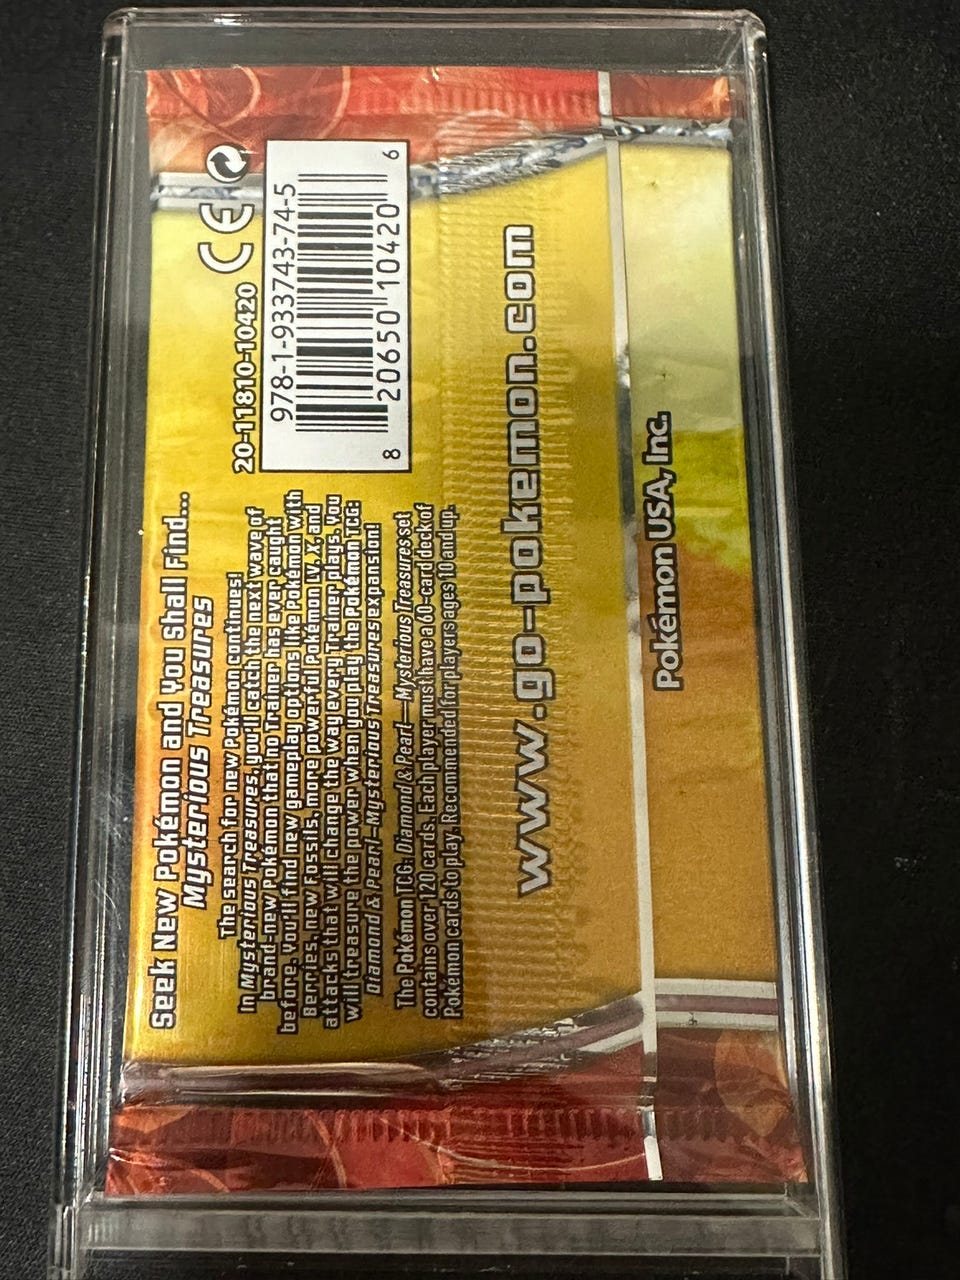 Seek New Pokémon and You Shall Find...
Mysterious Treasures
The search for new Pokémon continues!
In Mysterious Treasures, you'll catch the next wave of
brand-new Pokémon that no Trainer has ever caught
before. You'll find new gameplay options like Pokémon with
Berries, new Fossils, more powerful Pokémon LV. X, and
attacks that will change the way every Trainer plays. You
will treasure the power when you play the Pokémon TCG:
Diamond & Pearl—Mysterious Treasures expansion!
The Pokémon TCG: Diamond & Pearl—Mysterious Treasures set
contains over 120 cards. Each player must have a 60-card deck of
Pokémon cards to play. Recommended for players ages 10 and up.
20-11810-10420
CE
978-1-933743-74-5
8 20650 10420 6
www.go-pokemon.com
Pokémon USA, Inc.